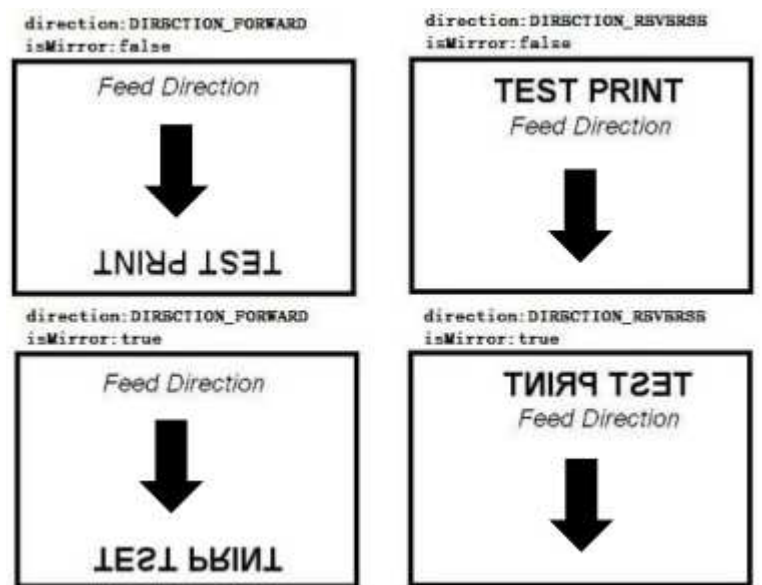 direction:DIRECTION_FORWARD
isMirror:false
Feed Direction
TEST PRINT
direction:DIRECTION_REVERSE
isMirror:false
TEST PRINT
Feed Direction
direction:DIRECTION_FORWARD
isMirror:true
Feed Direction
TEST PRINT
direction:DIRECTION_REVERSE
isMirror:true
TEST PRINT
Feed Direction